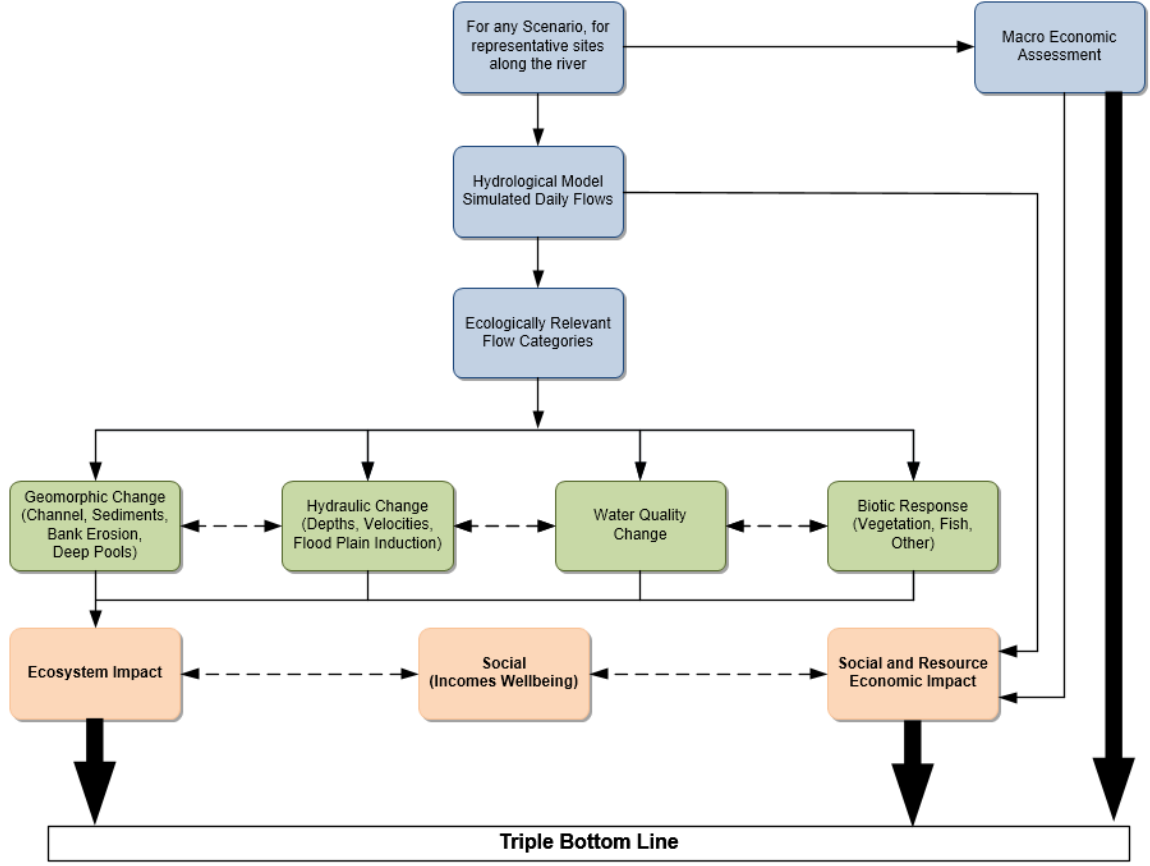 For any Scenario, for
representative sites
along the river
Macro Economic
Assessment
Hydrological Model
Simulated Daily Flows
Ecologically Relevant
Flow Categories
Geomorphic Change
(Channel, Sediments,
Bank Erosion,
Deep Pools)
Hydraulic Change
(Depths, Velocities,
Flood Plain Induction)
Water Quality
Change
Biotic Response
(Vegetation, Fish,
Other)
Ecosystem Impact
Social
(Incomes Wellbeing)
Social and Resource
Economic Impact
Triple Bottom Line